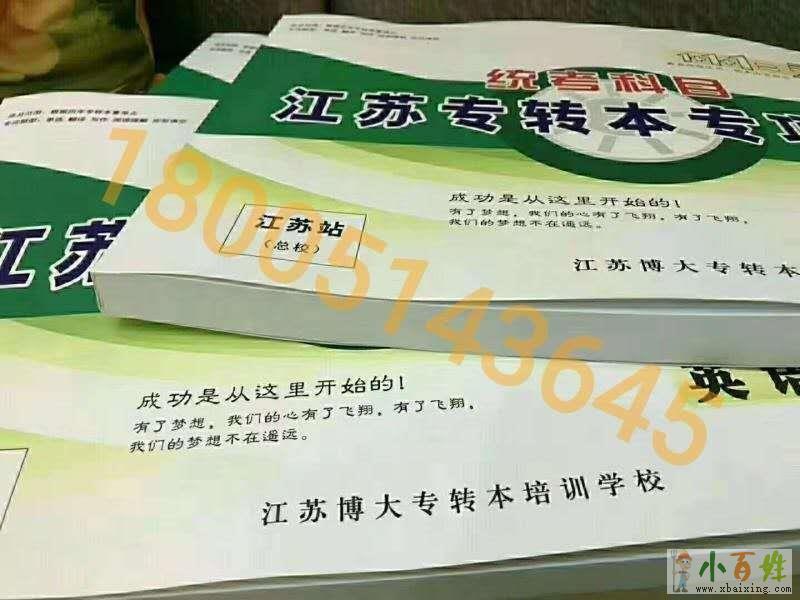 统考科目
江苏专转本专项
江苏站
(总校)
成功是从这里开始的!
有了梦想，我们的心有了飞翔，有了飞翔，
我们的梦想不在遥远。
江苏博大专转本
18005143645
江苏
英语
成功是从这里开始的!
有了梦想，我们的心有了飞翔，有了飞翔，
我们的梦想不在遥远。
江苏博大专转本培训学校
小百姓
www.xbaixing.com